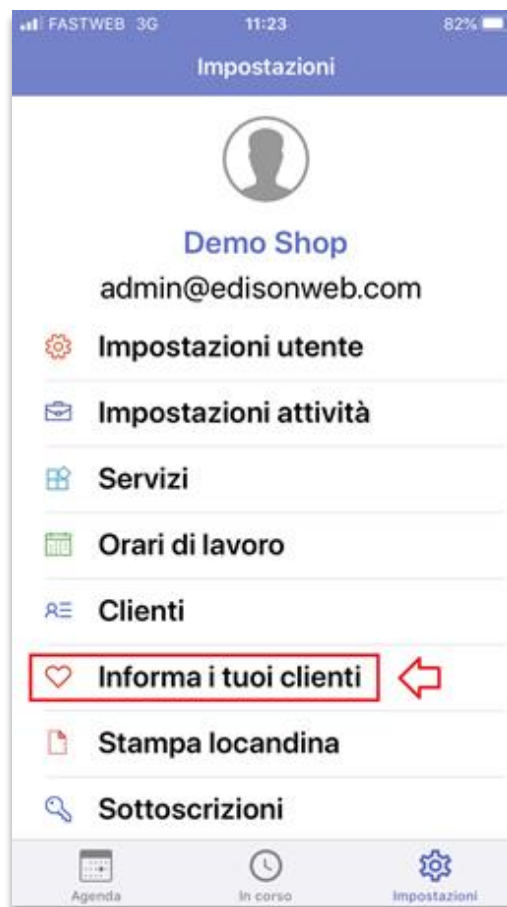 FASTWEB 3G 11:23 82%
Impostazioni
Demo Shop
admin@edisonweb.com
Impostazioni utente
Impostazioni attività
Servizi
Orari di lavoro
Clienti
Informa i tuoi clienti
Stampa locandina
Sottoscrizioni
Agenda In corso Impostazioni